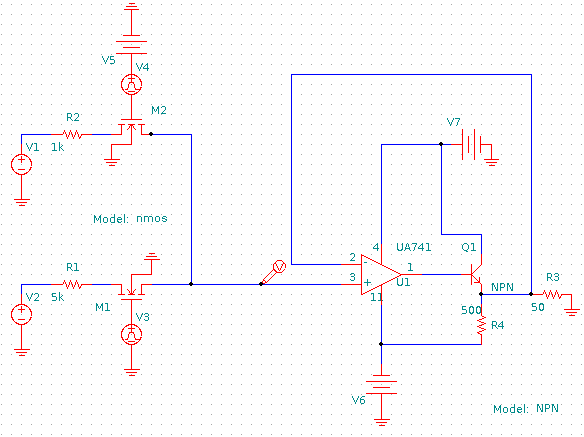 V5
V4
R2
M2
V1
1k
V7
Model: nmos
4
UA741
Q1
2
-
1
R1
3
+
U1
R3
V2
5k
M1
11
NPN
50
V
V3
500
R4
V6
Model: NPN